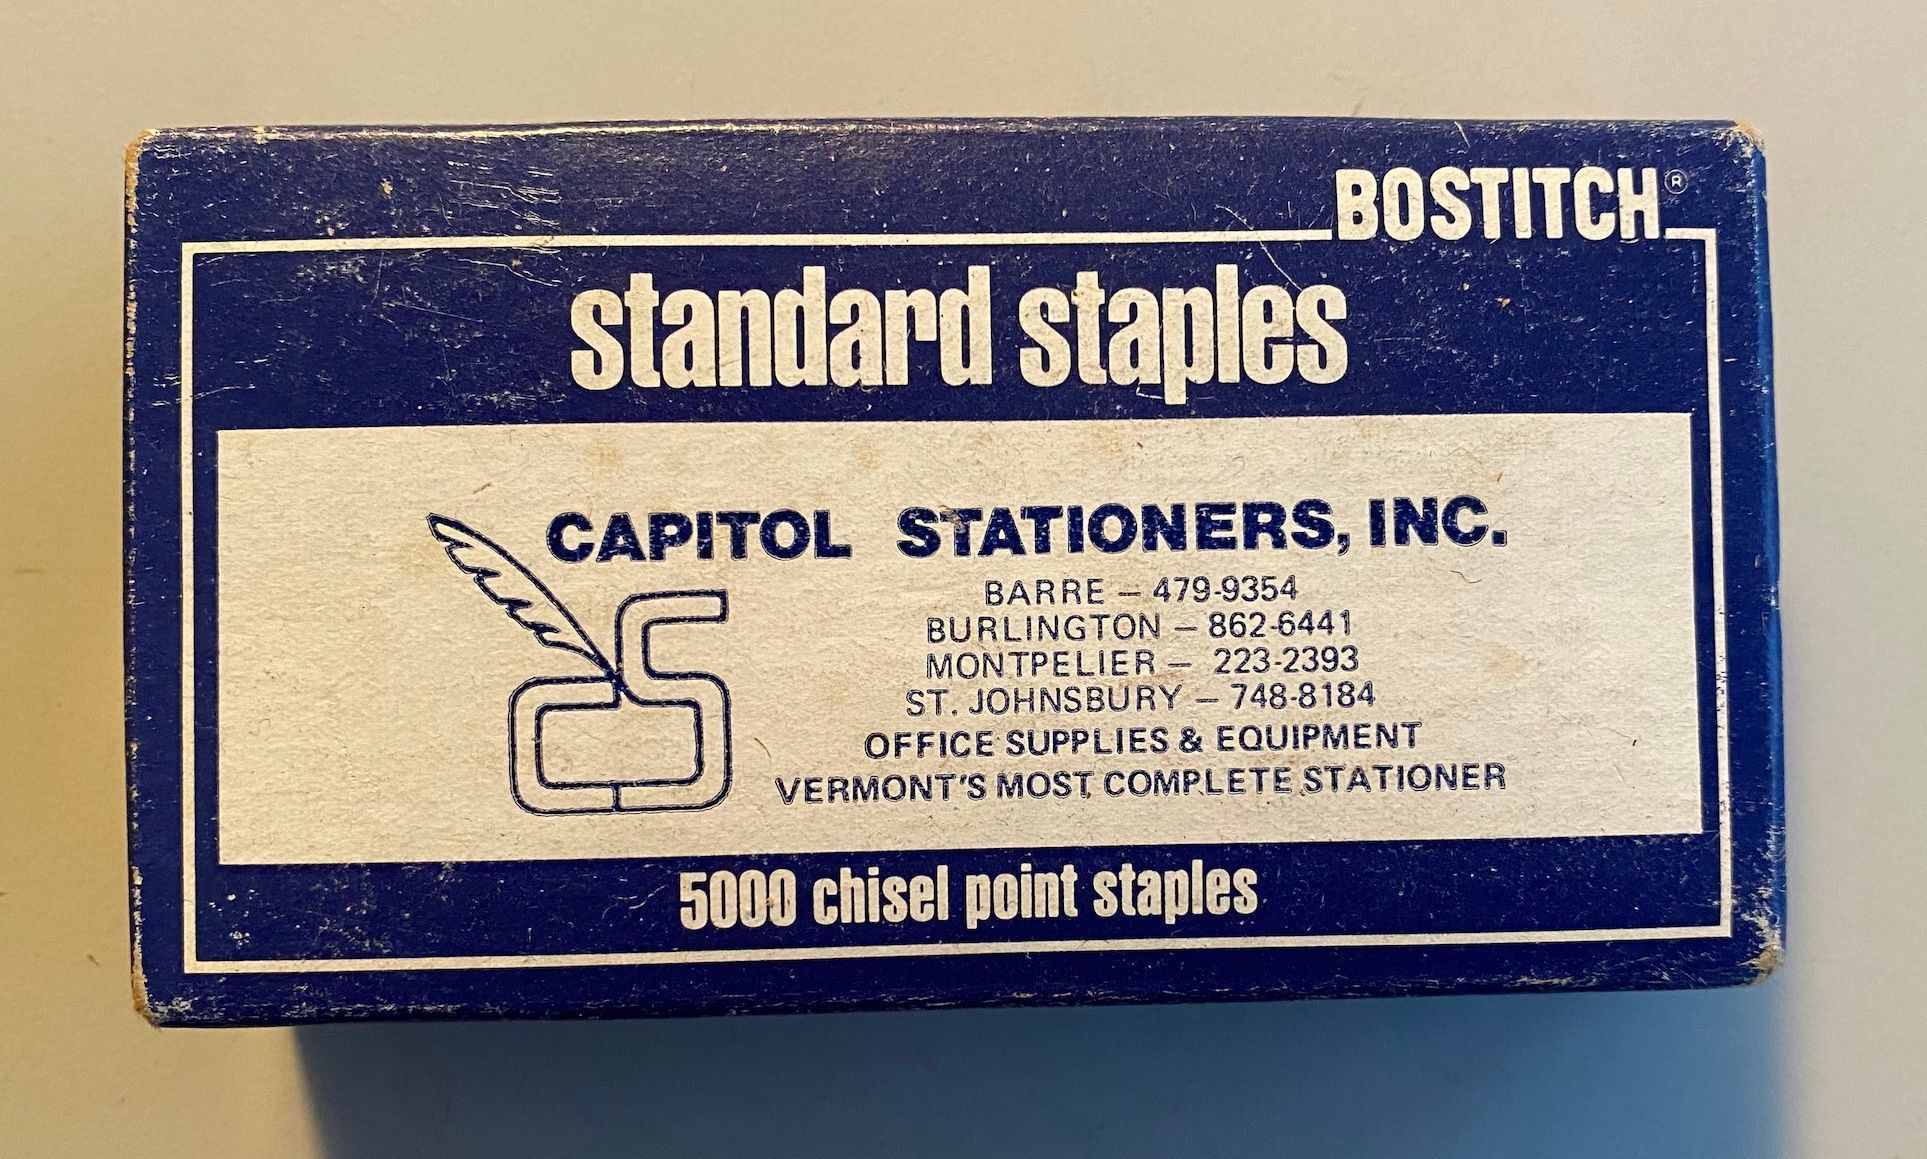 BOSTITCH®
standard staples
CAPITOL STATIONERS, INC.
BARRE – 479-9354
BURLINGTON – 862-6441
MONTPELIER – 223-2393
ST. JOHNSBURY – 748-8184
OFFICE SUPPLIES & EQUIPMENT
VERMONT'S MOST COMPLETE STATIONER
5000 chisel point staples